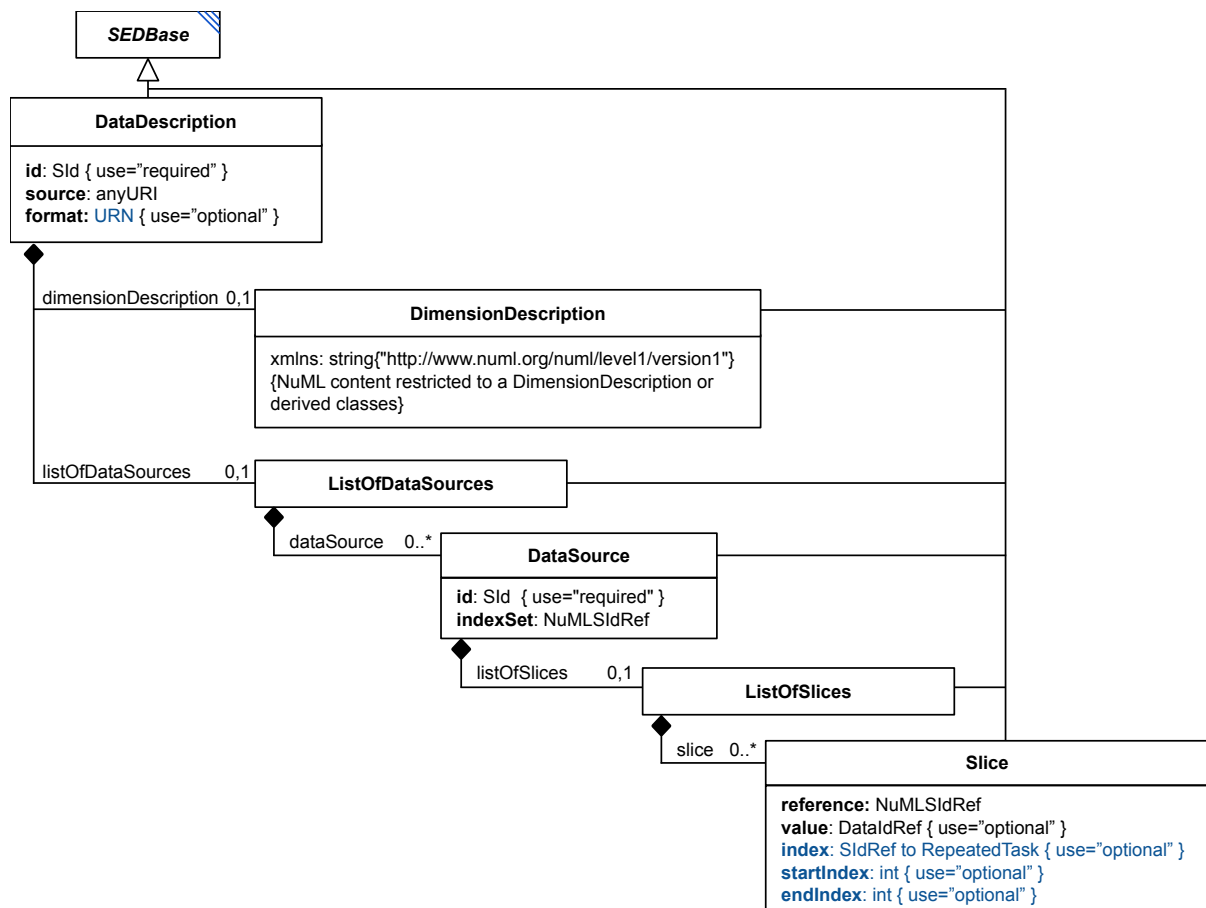 SEDBase
DataDescription
id: SId { use=”required” }
source: anyURI
format: URN { use=”optional” }
dimensionDescription 0,1
DimensionDescription
xmlns: string{"http://www.numl.org/numl/level1/version1"}
{NuML content restricted to a DimensionDescription or
derived classes}
listOfDataSources 0,1
ListOfDataSources
dataSource 0..*
DataSource
id: SId { use="required" }
indexSet: NuMLSIdRef
listOfSlices 0,1
ListOfSlices
slice 0..*
Slice
reference: NuMLSIdRef
value: DataIdRef { use=”optional” }
index: SIdRef to RepeatedTask { use=”optional” }
startIndex: int { use=”optional” }
endIndex: int { use=”optional” }